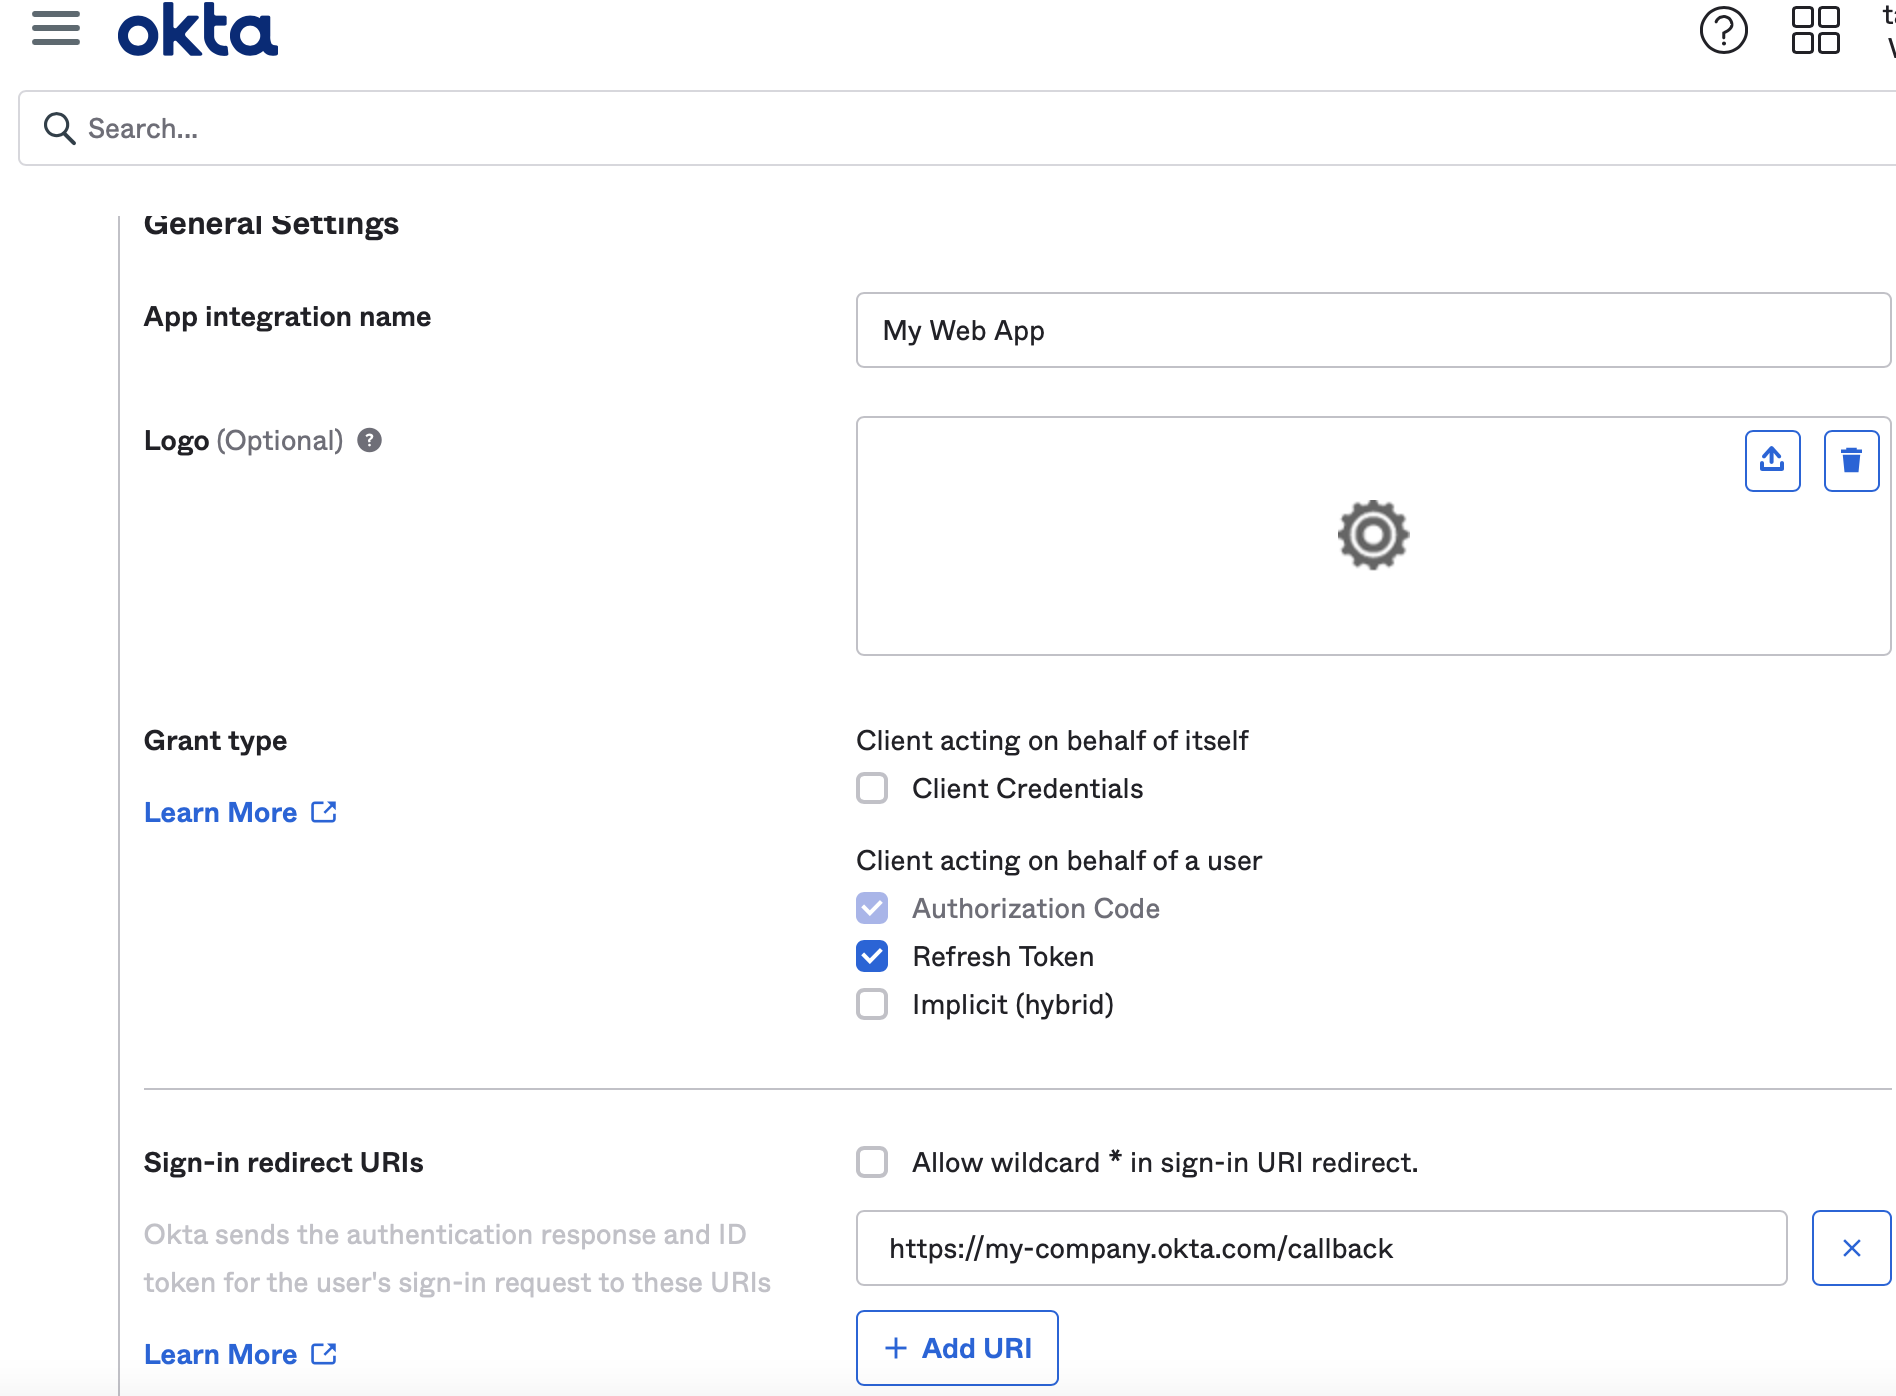 okta
Search...
General Settings
App integration name
My Web App
Logo (Optional)
Grant type
Client acting on behalf of itself
Client Credentials
Learn More
Client acting on behalf of a user
Authorization Code
Refresh Token
Implicit (hybrid)
Sign-in redirect URIs
Allow wildcard * in sign-in URI redirect.
Okta sends the authentication response and ID
token for the user's sign-in request to these URIs
https://my-company.okta.com/callback
Learn More
+ Add URI